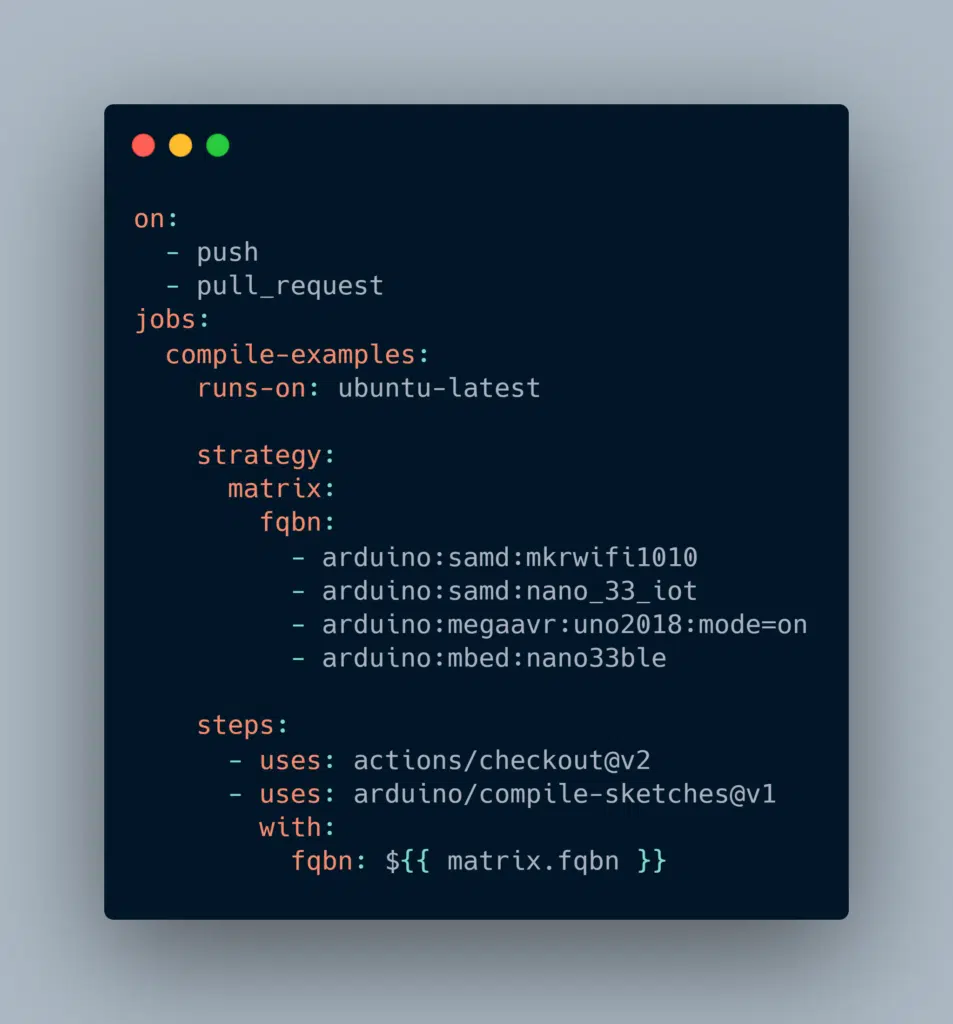 on:
  - push
  - pull_request
jobs:
  compile-examples:
    runs-on: ubuntu-latest

    strategy:
      matrix:
        fqbn:
          - arduino:samd:mkrwifi1010
          - arduino:samd:nano_33_iot
          - arduino:megaavr:uno2018:mode=on
          - arduino:mbed:nano33ble

    steps:
      - uses: actions/checkout@v2
      - uses: arduino/compile-sketches@v1
        with:
          fqbn: ${{ matrix.fqbn }}